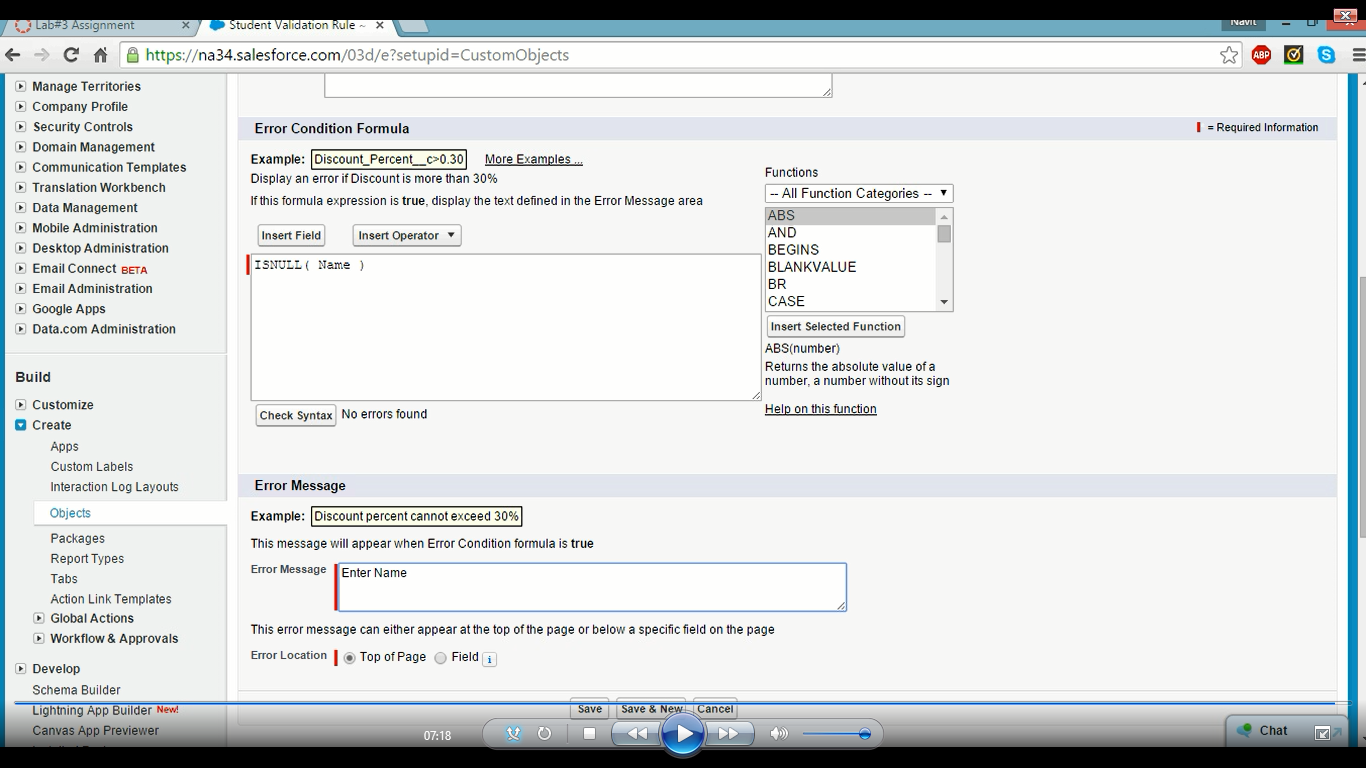 Lab#3 Assignment
Student Validation Rule ~
Navit
https://na34.salesforce.com/03d/e?setupid=CustomObjects
ABP
Manage Territories
Company Profile
Security Controls
Domain Management
Communication Templates
Translation Workbench
Data Management
Mobile Administration
Desktop Administration
Email Connect BETA
Email Administration
Google Apps
Data.com Administration
Build
Customize
Create
Apps
Custom Labels
Interaction Log Layouts
Objects
Packages
Report Types
Tabs
Action Link Templates
Global Actions
Workflow & Approvals
Develop
Schema Builder
Lightning App Builder New!
Canvas App Previewer
Error Condition Formula
= Required Information
Example: Discount_Percent__c>0.30 More Examples ...
Display an error if Discount is more than 30%
If this formula expression is true, display the text defined in the Error Message area
Insert Field Insert Operator
ISNULL( Name )
Check Syntax No errors found
Functions
-- All Function Categories --
ABS
AND
BEGINS
BLANKVALUE
BR
CASE
Insert Selected Function
ABS(number)
Returns the absolute value of a
number, a number without its sign
Help on this function
Error Message
Example: Discount percent cannot exceed 30%
This message will appear when Error Condition formula is true
Error Message Enter Name
This error message can either appear at the top of the page or below a specific field on the page
Error Location Top of Page Field i
Save Save & New Cancel
07:18
Chat